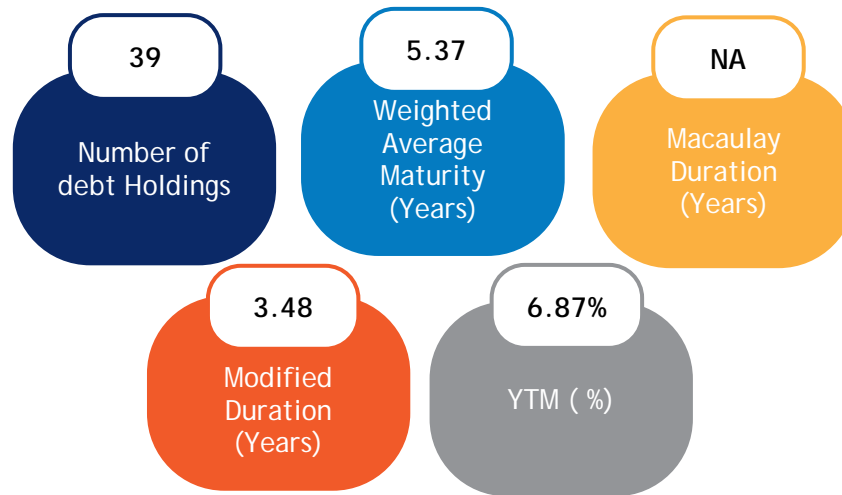 39
Number of
debt Holdings
5.37
Weighted
Average
Maturity
(Years)
NA
Macaulay
Duration
(Years)
3.48
Modified
Duration
(Years)
6.87%
YTM ( %)